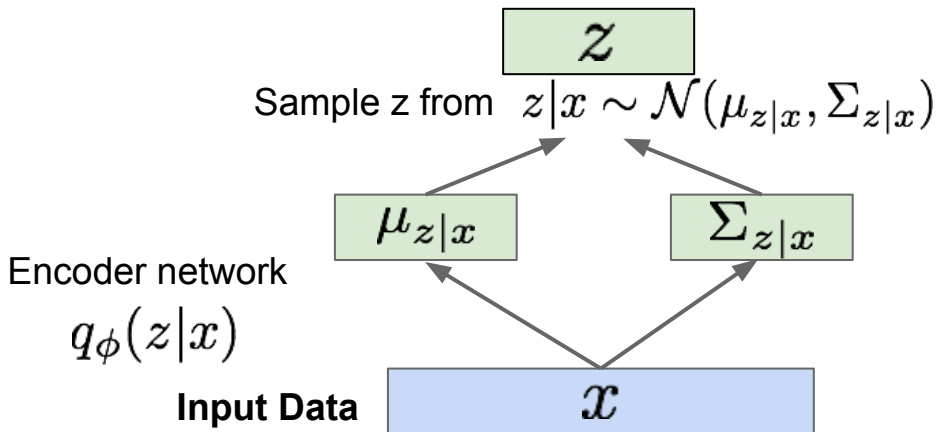 z
Sample z from z|x ∼ 𝒩(μ_{z|x}, Σ_{z|x})
μ_{z|x} Σ_{z|x}
Encoder network
q_ϕ(z|x)
Input Data x